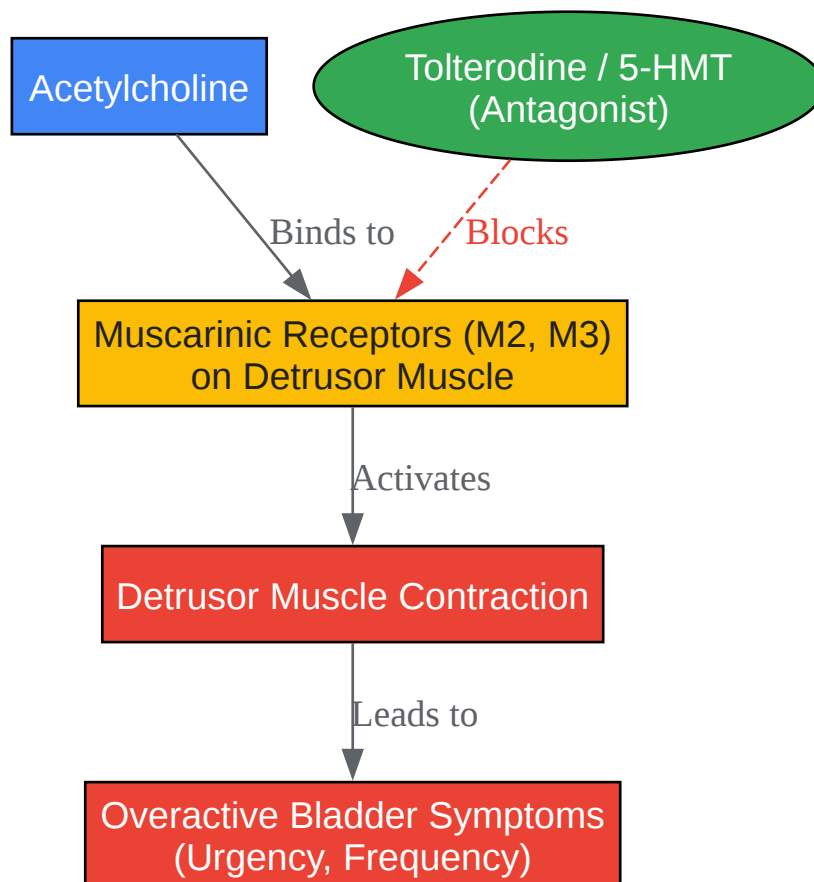 Acetylcholine
Tolterodine / 5-HMT
(Antagonist)
Binds to
Blocks
Muscarinic Receptors (M2, M3)
on Detrusor Muscle
Activates
Detrusor Muscle Contraction
Leads to
Overactive Bladder Symptoms
(Urgency, Frequency)